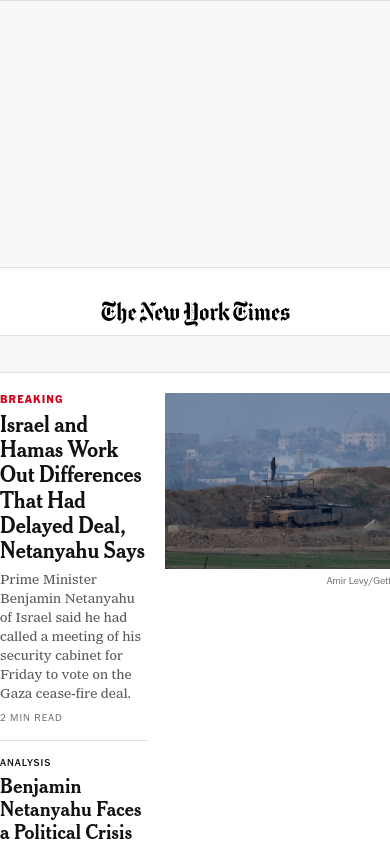 The New York Times
BREAKING
Israel and
Hamas Work
Out Differences
That Had
Delayed Deal,
Netanyahu Says
Prime Minister
Benjamin Netanyahu
of Israel said he had
called a meeting of his
security cabinet for
Friday to vote on the
Gaza cease-fire deal.
2 MIN READ
Amir Levy/Gett
ANALYSIS
Benjamin
Netanyahu Faces
a Political Crisis